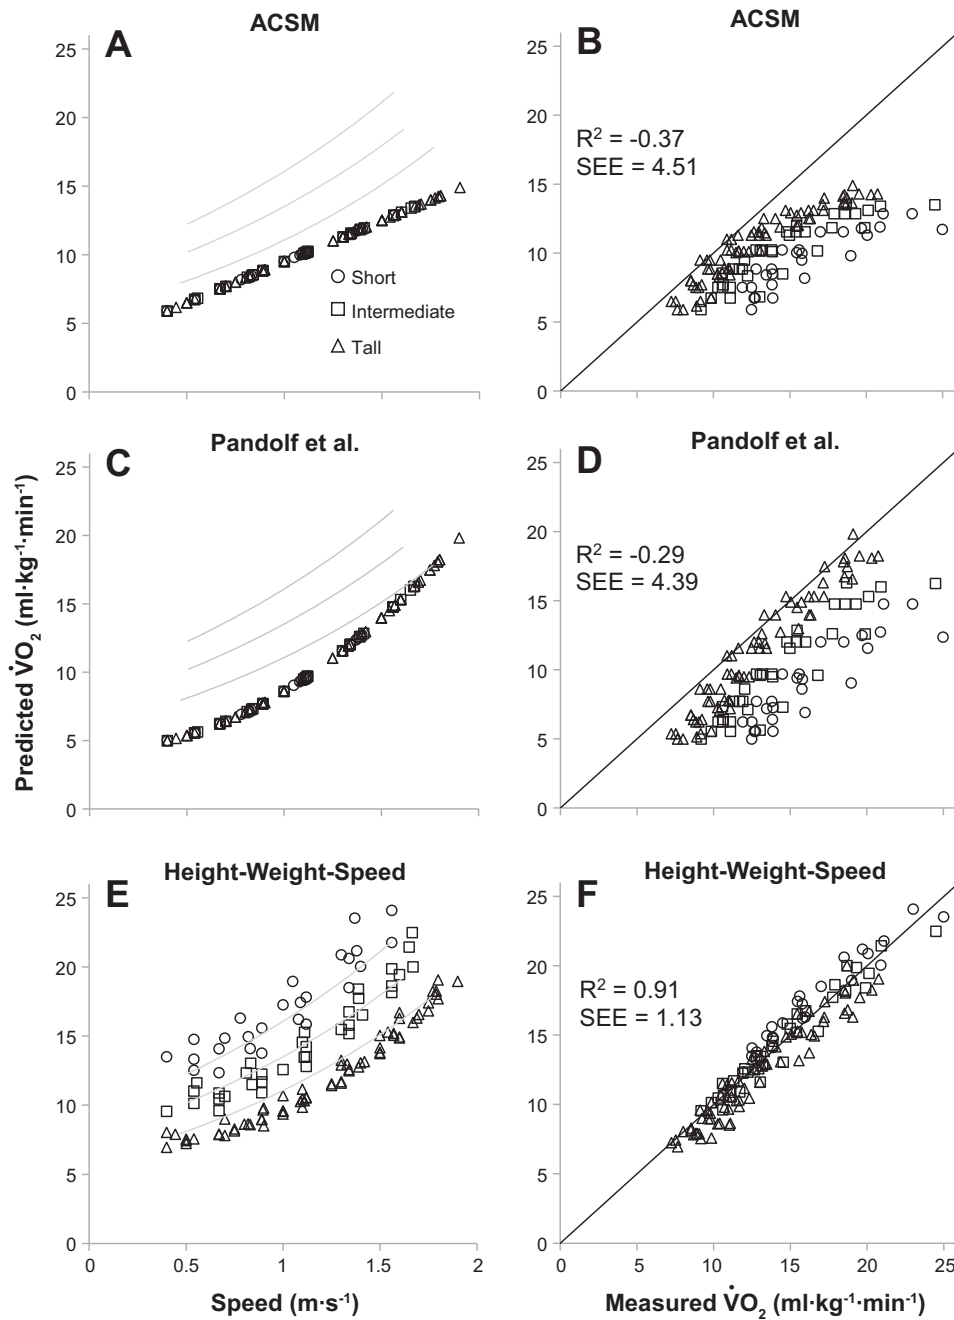 ACSM
A
25
20
15
10
5
0
Short
Intermediate
Tall
ACSM
B
25
20
15
10
5
0
R² = -0.37
SEE = 4.51
Pandolf et al.
C
25
20
15
10
5
0
Pandolf et al.
D
25
20
15
10
5
0
R² = -0.29
SEE = 4.39
Predicted V̇O₂ (ml·kg⁻¹·min⁻¹)
Height-Weight-Speed
E
25
20
15
10
5
0
0 0.5 1 1.5 2
Speed (m·s⁻¹)
Height-Weight-Speed
F
25
20
15
10
5
0
R² = 0.91
SEE = 1.13
0 5 10 15 20 25
Measured V̇O₂ (ml·kg⁻¹·min⁻¹)